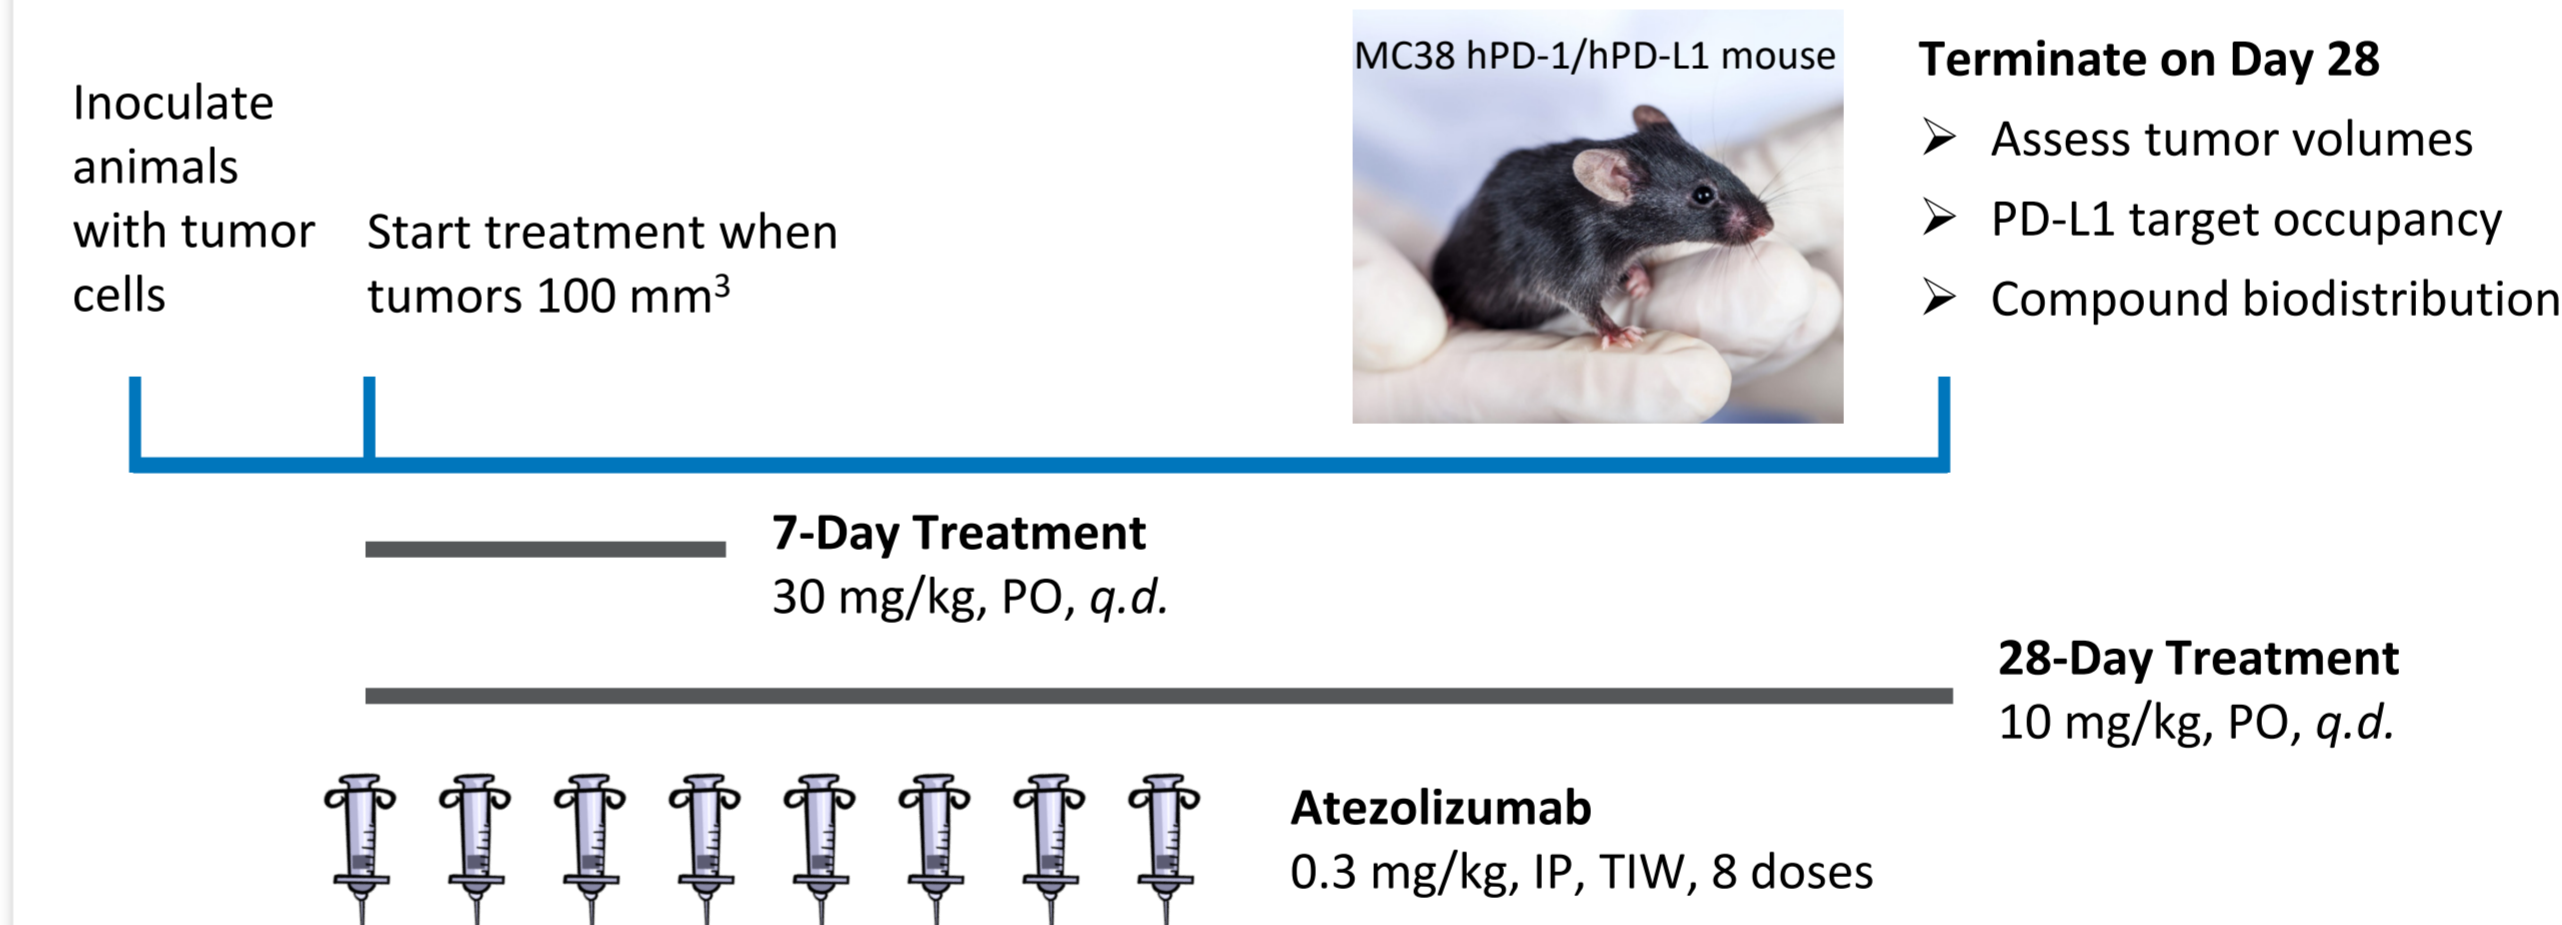 Inoculate
animals
with tumor
cells
Start treatment when
tumors 100 mm³
MC38 hPD-1/hPD-L1 mouse
Terminate on Day 28
➢ Assess tumor volumes
➢ PD-L1 target occupancy
➢ Compound biodistribution
7-Day Treatment
30 mg/kg, PO, q.d.
28-Day Treatment
10 mg/kg, PO, q.d.
Atezolizumab
0.3 mg/kg, IP, TIW, 8 doses